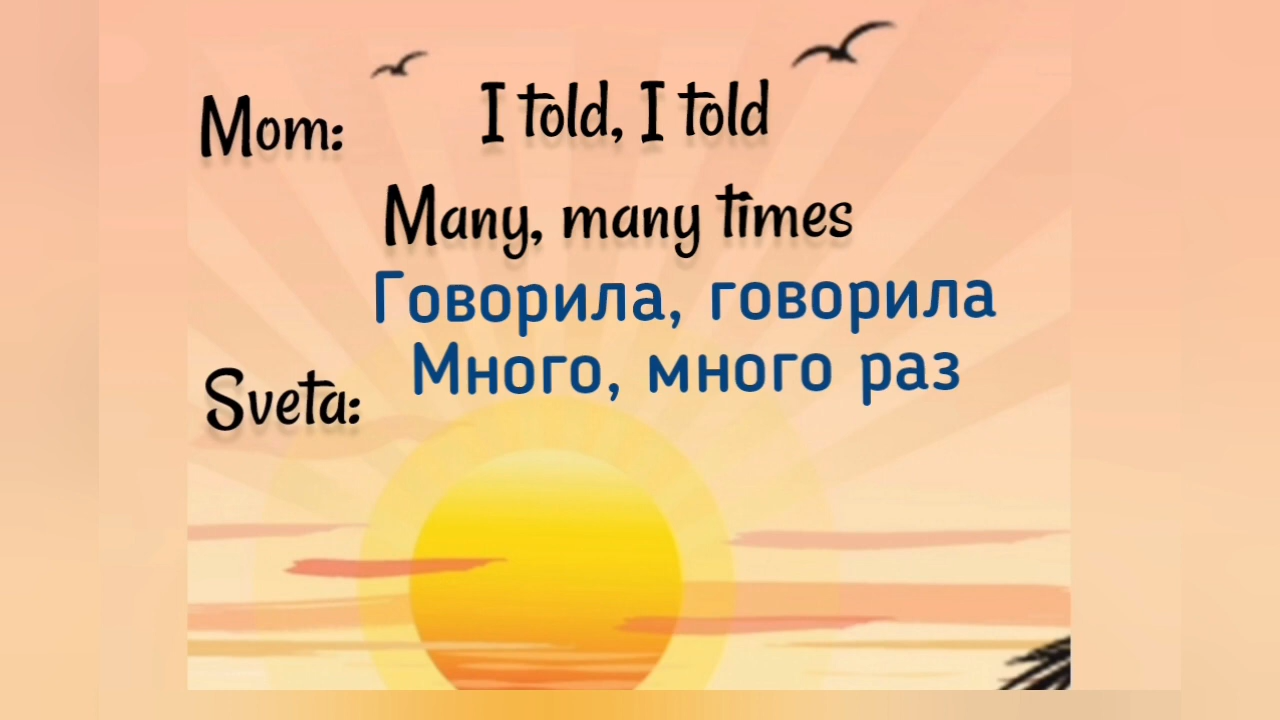 Mom: I told, I told
Many, many times
Говорила, говорила
Много, много раз
Sveta: